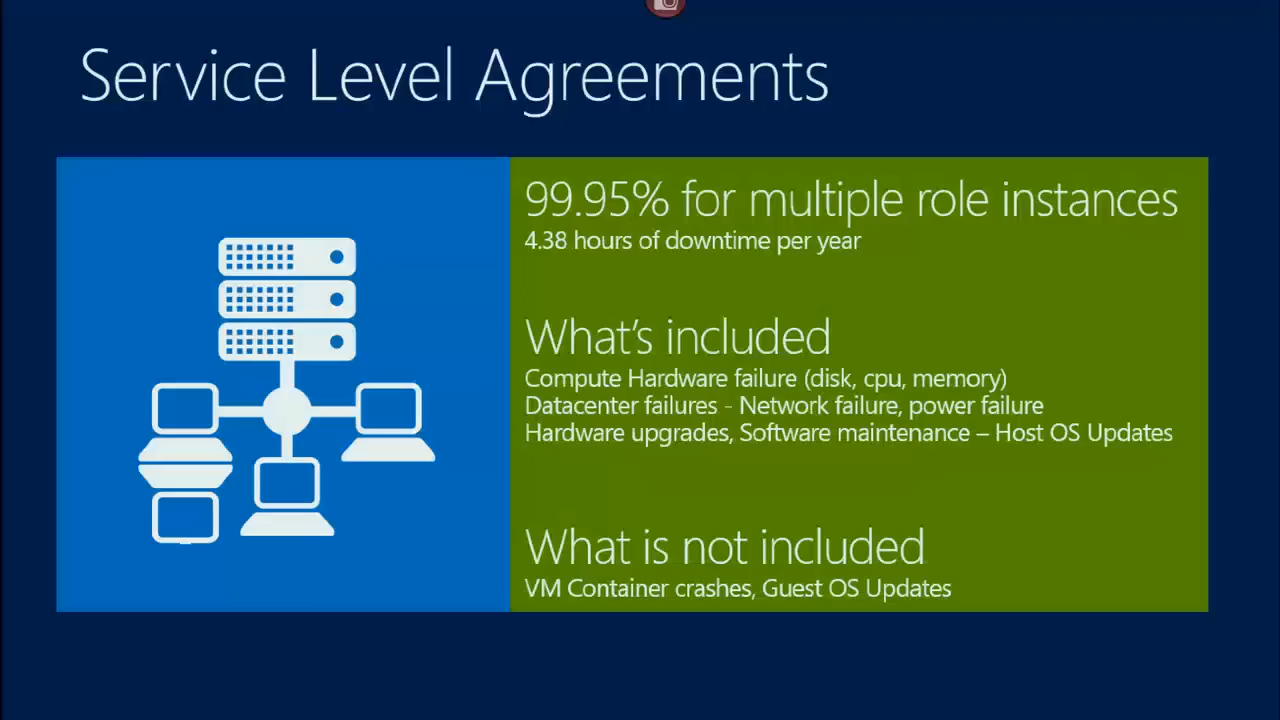 Service Level Agreements
99.95% for multiple role instances
4.38 hours of downtime per year
What's included
Compute Hardware failure (disk, cpu, memory)
Datacenter failures - Network failure, power failure
Hardware upgrades, Software maintenance – Host OS Updates
What is not included
VM Container crashes, Guest OS Updates